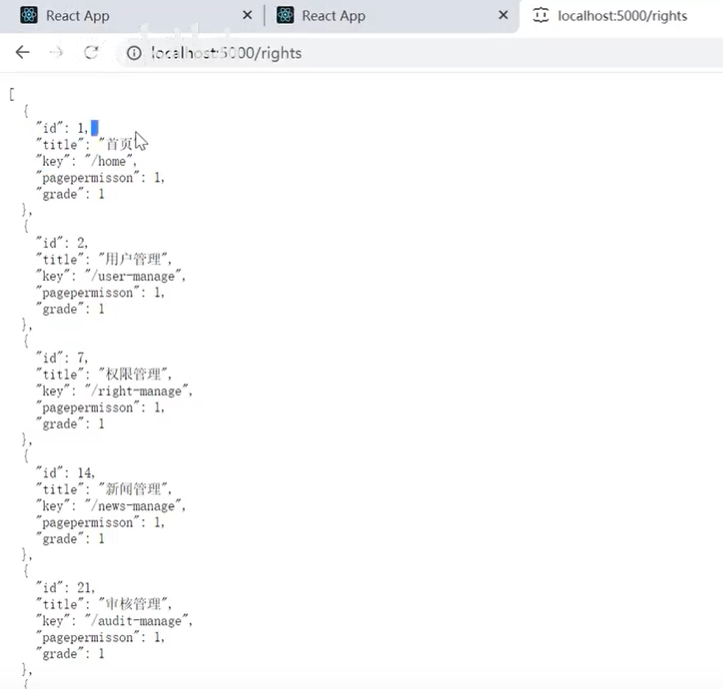 React App
React App
localhost:5000/rights
localhost:5000/rights
[
{
"id": 1,
"title": "首页
"key": "/home",
"pagepermisson": 1,
"grade": 1
},
{
"id": 2,
"title": "用户管理",
"key": "/user-manage",
"pagepermisson": 1,
"grade": 1
},
{
"id": 7,
"title": "权限管理",
"key": "/right-manage",
"pagepermisson": 1,
"grade": 1
},
{
"id": 14,
"title": "新闻管理",
"key": "/news-manage",
"pagepermisson": 1,
"grade": 1
},
{
"id": 21,
"title": "审核管理",
"key": "/audit-manage",
"pagepermisson": 1,
"grade": 1
},
{